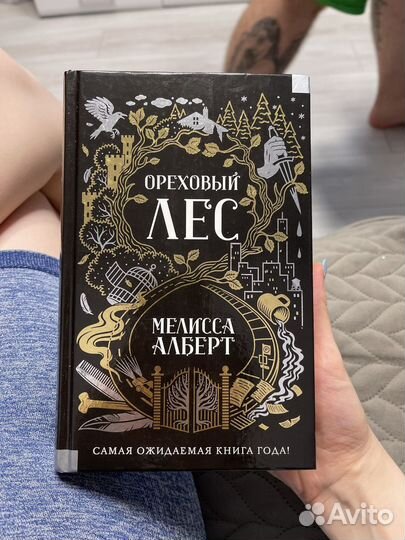 ОРЕХОВЫЙ
ЛЕС
МЕЛИССА
АЛБЕРТ
САМАЯ ОЖИДАЕМАЯ КНИГА ГОДА!
Avito